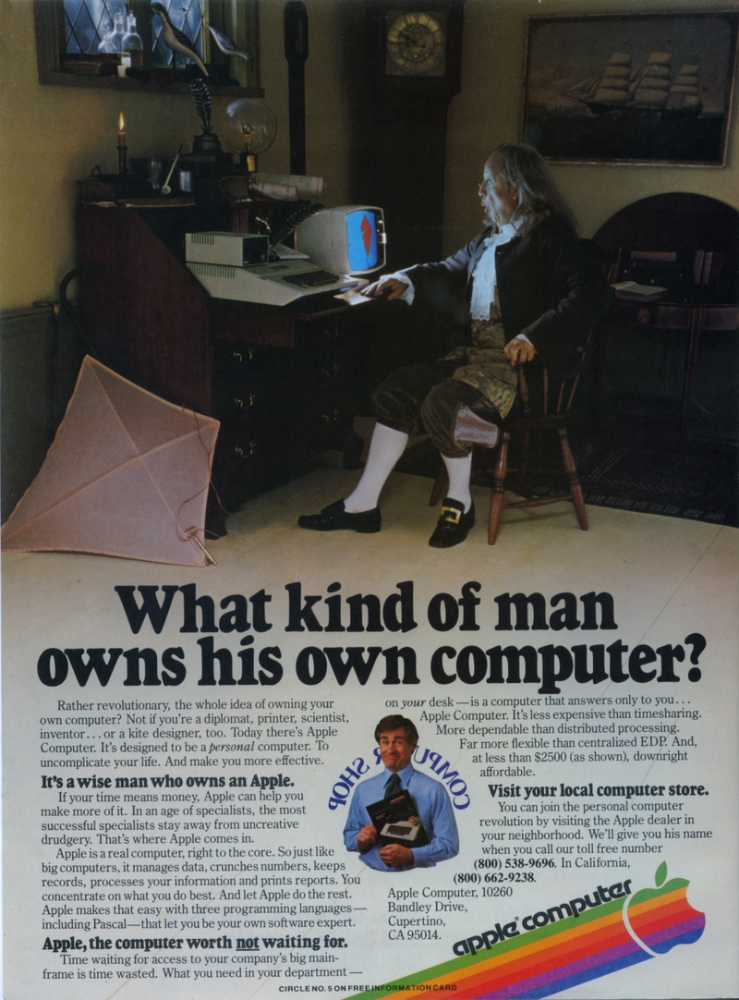 What kind of man
owns his own computer?
Rather revolutionary, the whole idea of owning your
own computer? Not if you're a diplomat, printer, scientist,
inventor... or a kite designer, too. Today there's Apple
Computer. It's designed to be a personal computer. To
uncomplicate your life. And make you more effective.
It's a wise man who owns an Apple.
If your time means money, Apple can help you
make more of it. In an age of specialists, the most
successful specialists stay away from uncreative
drudgery. That's where Apple comes in.
Apple is a real computer, right to the core. So just like
big computers, it manages data, crunches numbers, keeps
records, processes your information and prints reports. You
concentrate on what you do best. And let Apple do the rest.
Apple makes that easy with three programming languages—
including Pascal—that let you be your own software expert.
Apple, the computer worth not waiting for.
Time waiting for access to your company's big main-
frame is time wasted. What you need in your department—
on your desk—is a computer that answers only to you...
Apple Computer. It's less expensive than timesharing.
More dependable than distributed processing.
Far more flexible than centralized EDP. And,
at less than $2500 (as shown), downright
affordable.
COMPUTER SHOP
Visit your local computer store.
You can join the personal computer
revolution by visiting the Apple dealer in
your neighborhood. We'll give you his name
when you call our toll free number
(800) 538-9696. In California,
(800) 662-9238.
Apple Computer, 10260
Bandley Drive,
Cupertino,
CA 95014.
apple computer
CIRCLE NO. 5 ON FREE INFORMATION CARD